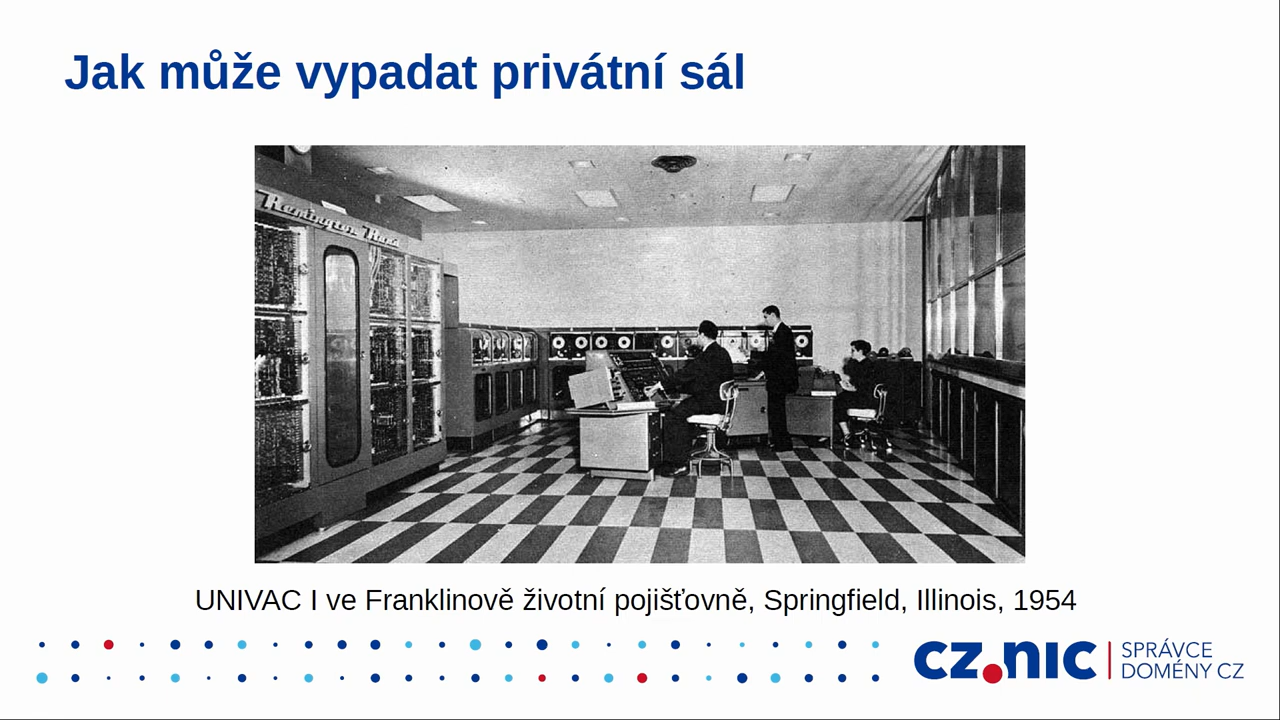 Jak může vypadat privátní sál
Remington Rand
UNIVAC I ve Franklinově životní pojišťovně, Springfield, Illinois, 1954
CZ.NIC
SPRÁVCE
DOMÉNY CZ